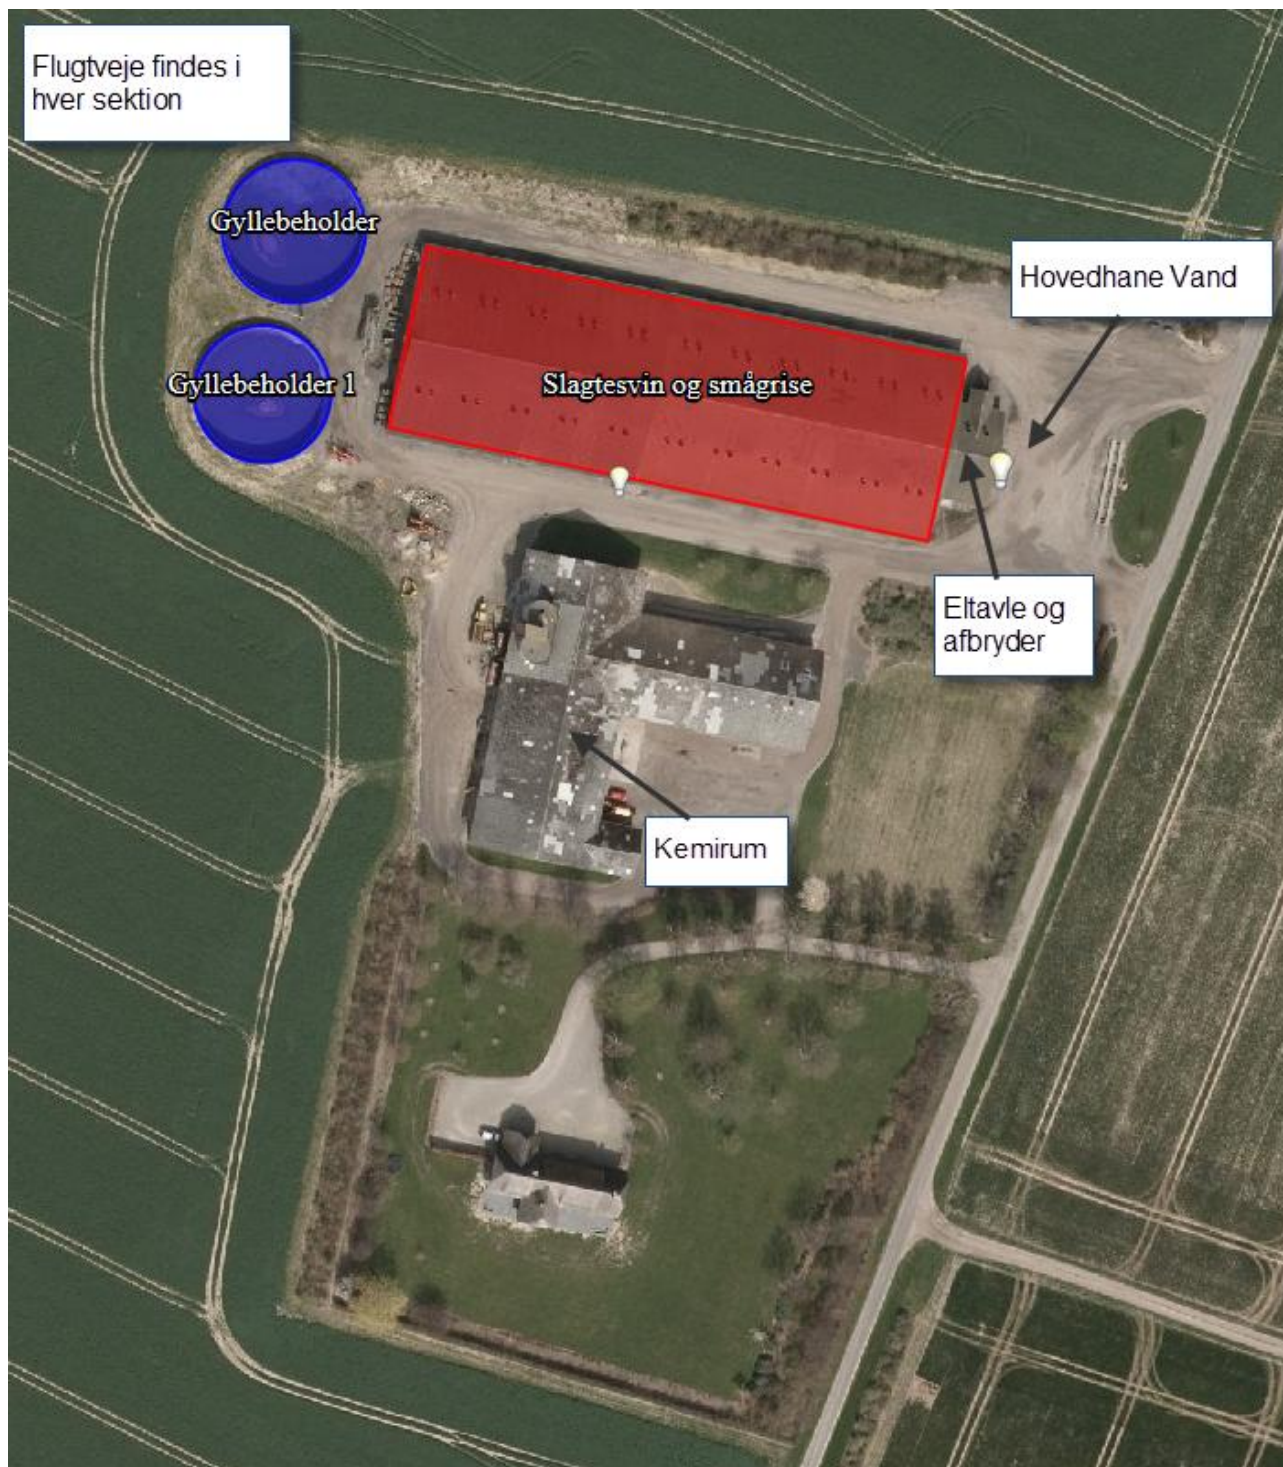 Flugtveje findes i
hver sektion
Gyllebeholder
Hovedhane Vand
Gyllebeholder 1
Slagtesvin og smågrise
Eltavle og
afbryder
Kemirum